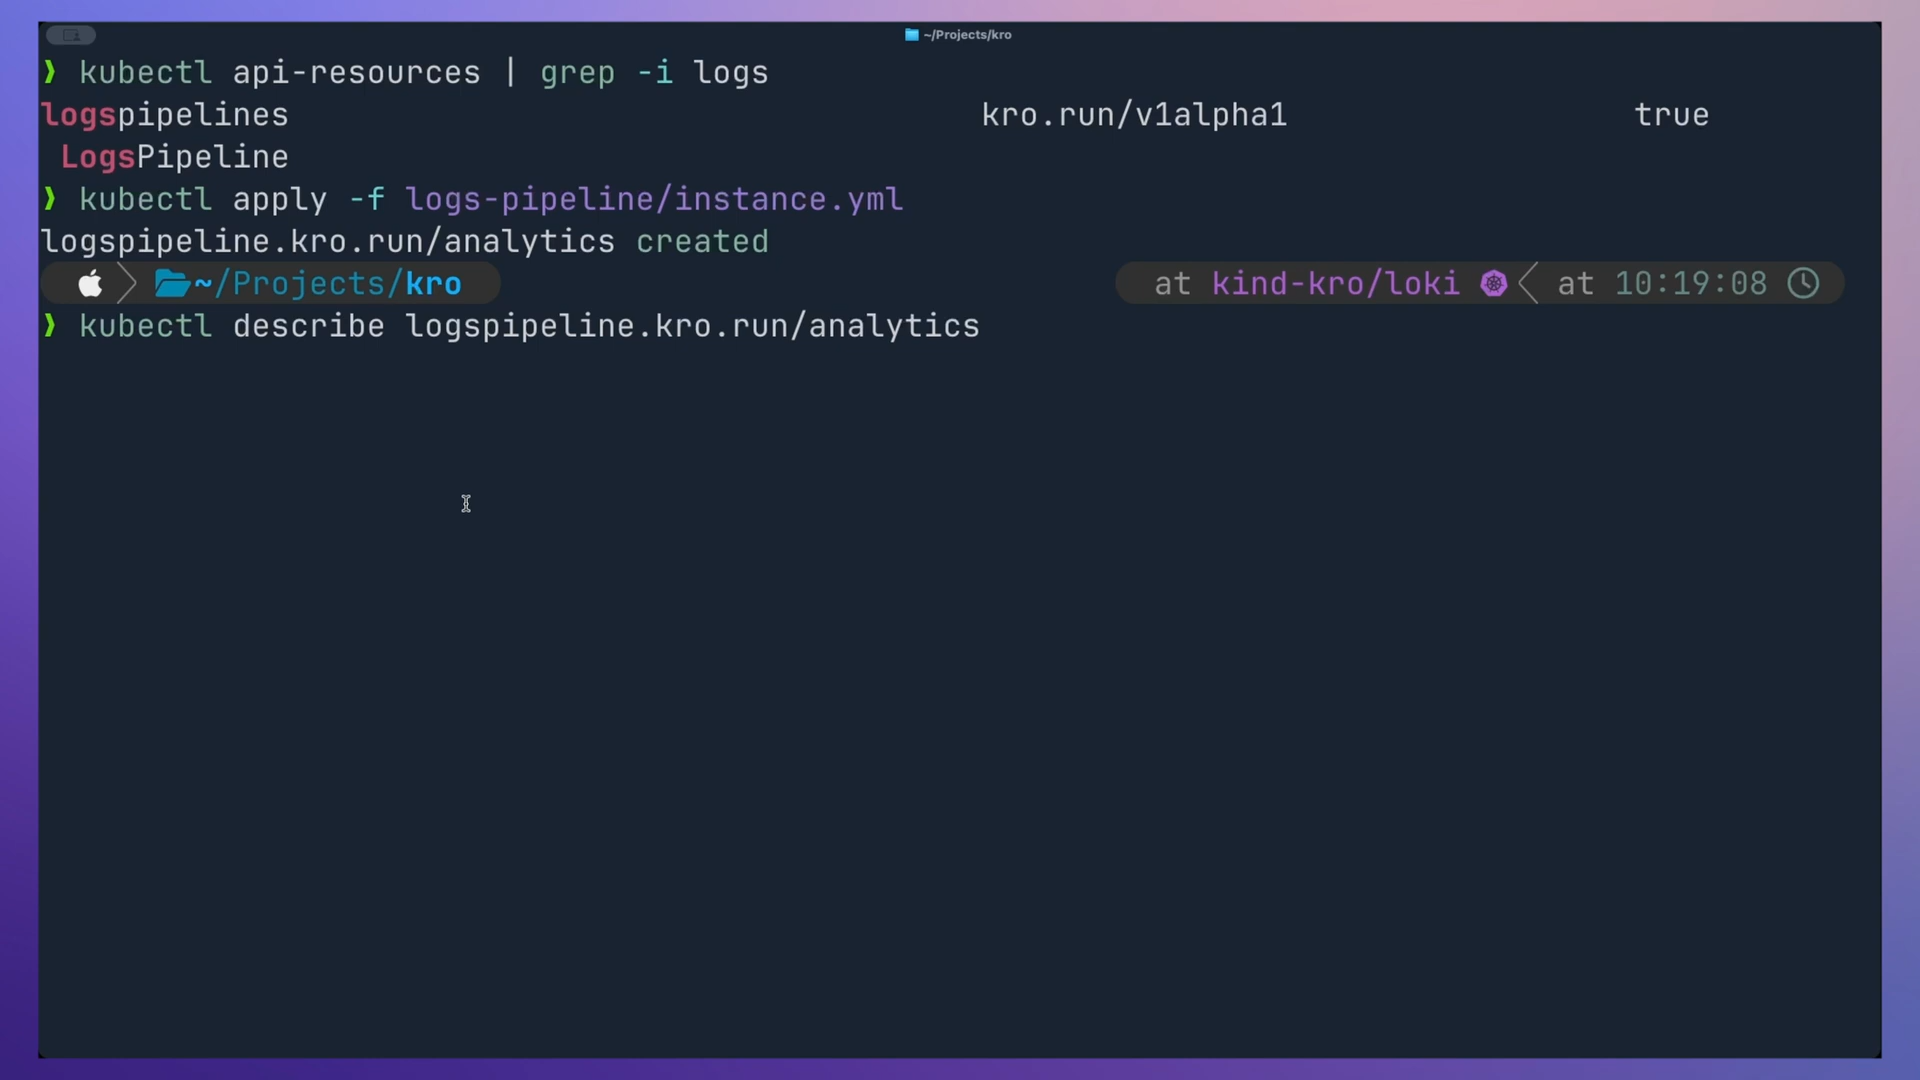 ~/Projects/kro
❯ kubectl api-resources | grep -i logs
logspipelines kro.run/v1alpha1 true
LogsPipeline
❯ kubectl apply -f logs-pipeline/instance.yml
logspipeline.kro.run/analytics created
~/Projects/kro at kind-kro/loki at 10:19:08
❯ kubectl describe logspipeline.kro.run/analytics